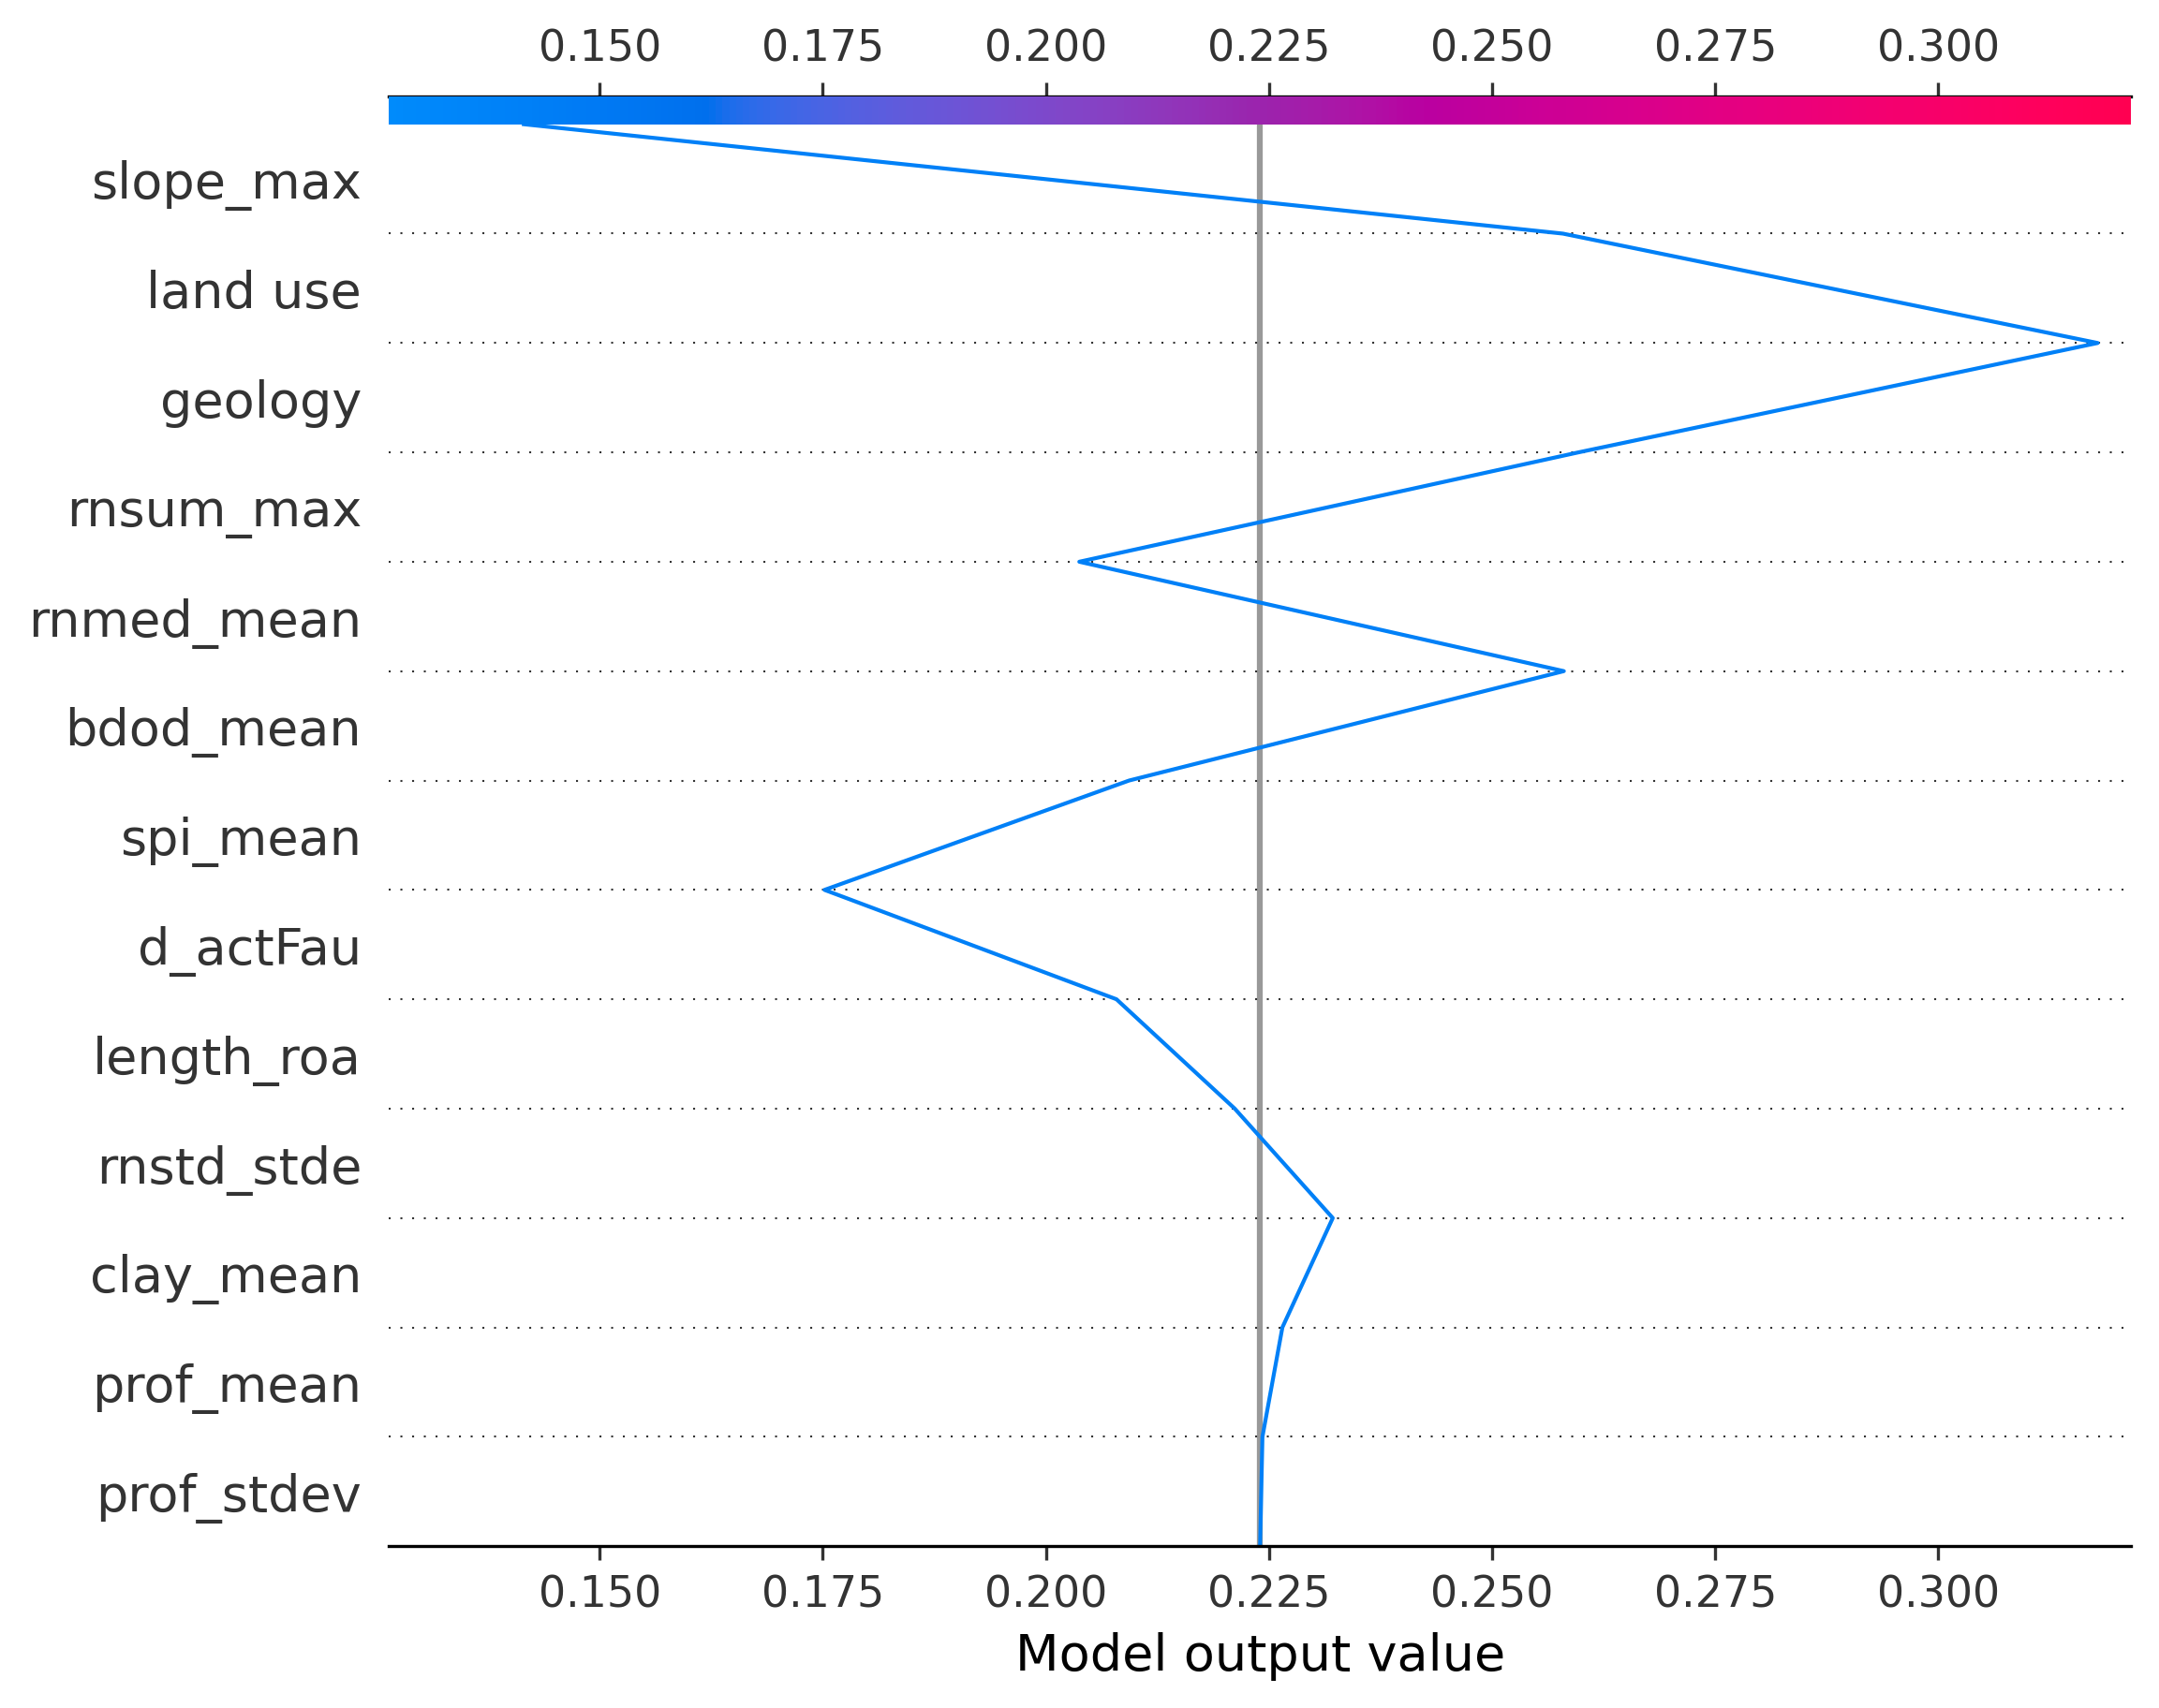 0.150 0.175 0.200 0.225 0.250 0.275 0.300
slope_max
land use
geology
rnsum_max
rnmed_mean
bdod_mean
spi_mean
d_actFau
length_roa
rnstd_stde
clay_mean
prof_mean
prof_stdev
0.150 0.175 0.200 0.225 0.250 0.275 0.300
Model output value